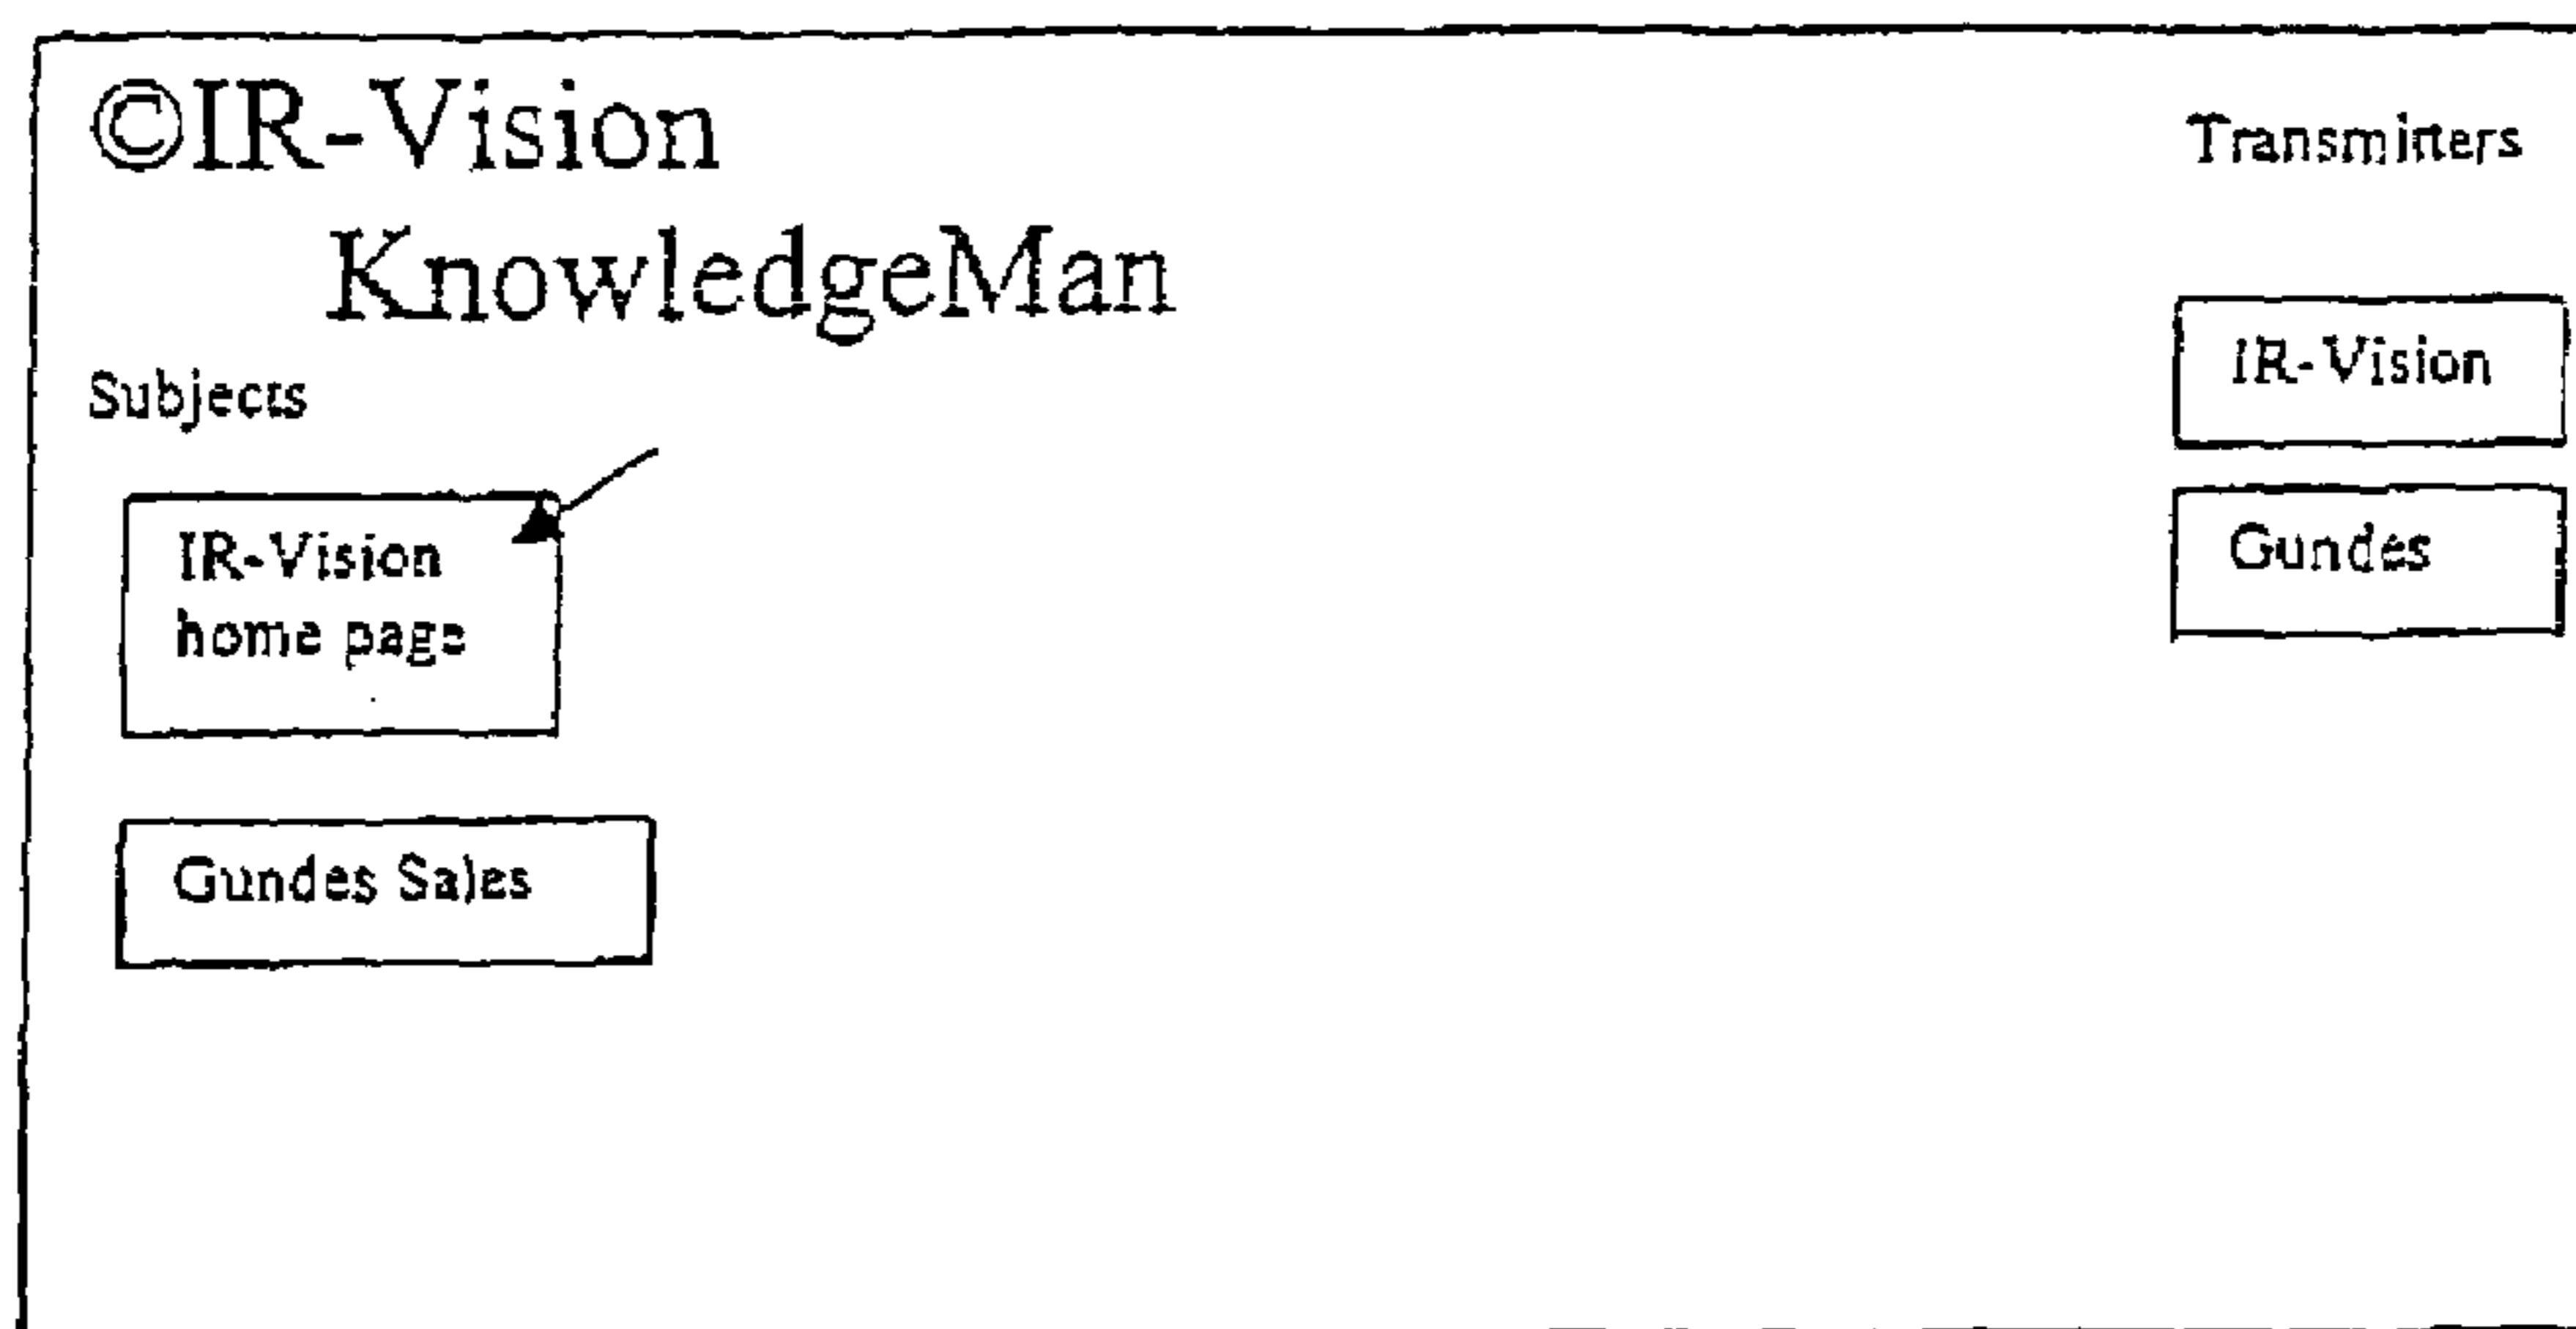 ©IR-Vision
KnowledgeMan
Subjects
IR-Vision
home page
Gundes Sales
Transmitters
IR-Vision
Gundes